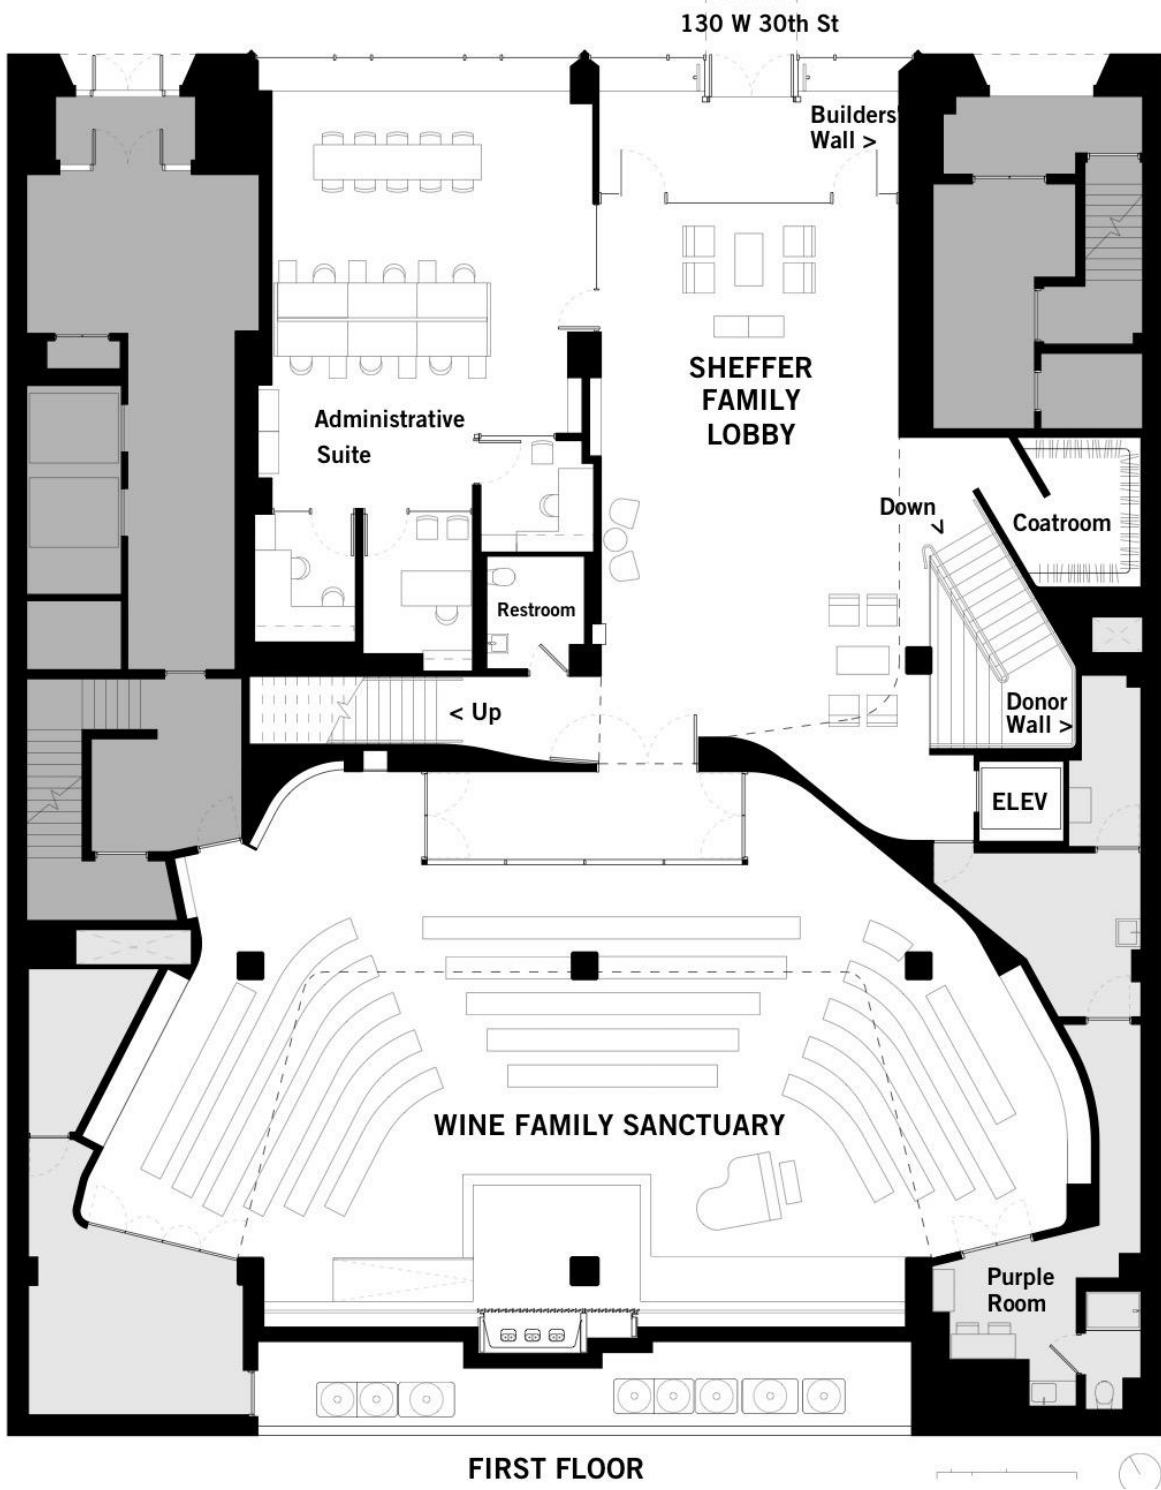 130 W 30th St
Builders'
Wall >
SHEFFER
FAMILY
LOBBY
Administrative
Suite
Down
>
Coatroom
Restroom
< Up
Donor
Wall >
ELEV
WINE FAMILY SANCTUARY
Purple
Room
FIRST FLOOR